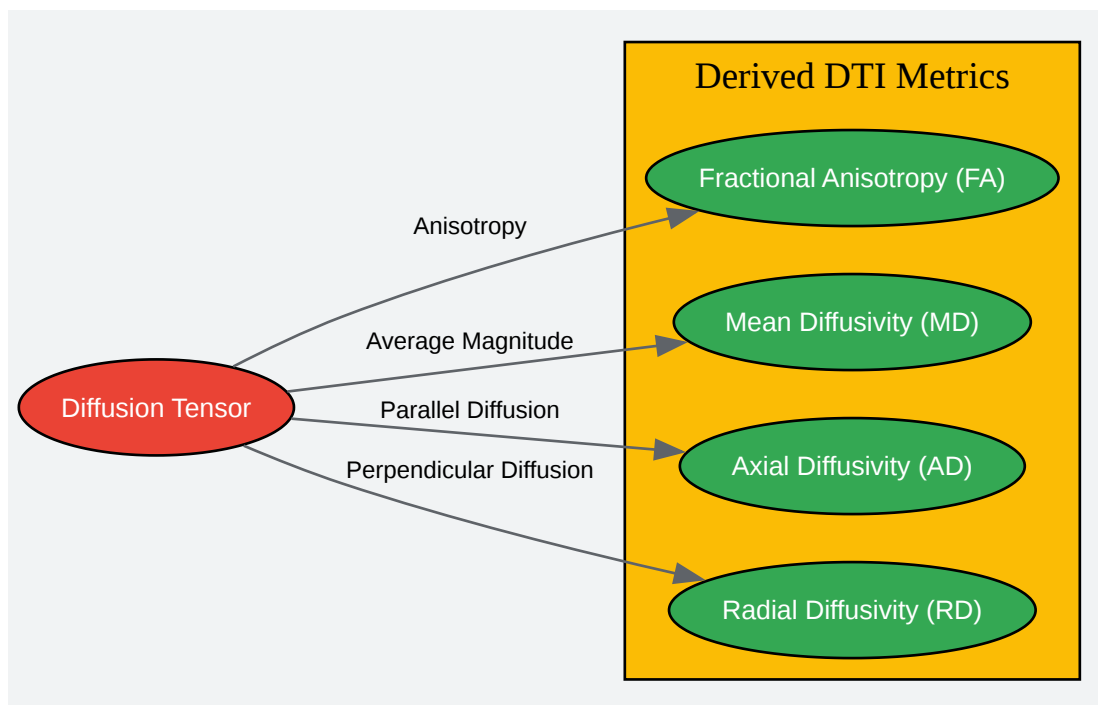 Derived DTI Metrics
Fractional Anisotropy (FA)
Anisotropy
Mean Diffusivity (MD)
Average Magnitude
Diffusion Tensor
Parallel Diffusion
Axial Diffusivity (AD)
Perpendicular Diffusion
Radial Diffusivity (RD)